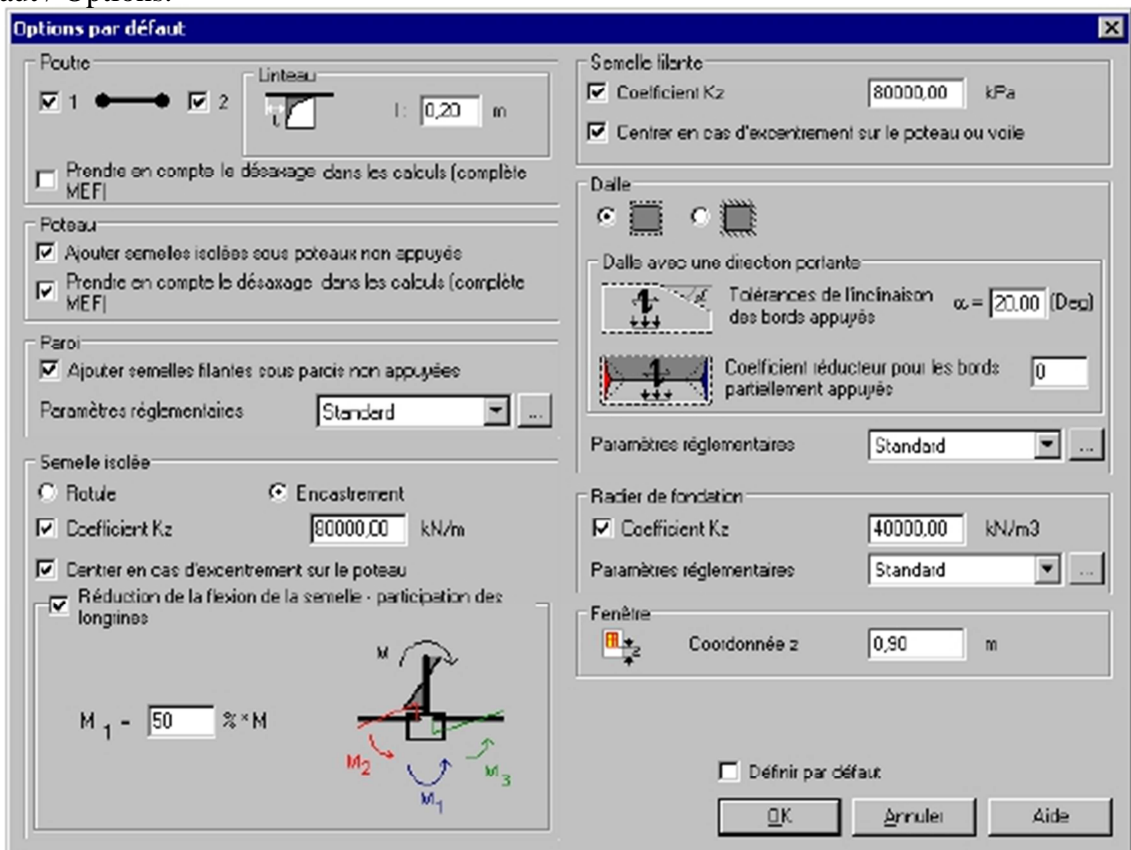 Options.
Options par défaut
Poutre
1
2
Linteau
l :
0,20
m
Prendre en compte le désaxage dans les calculs (complète
MEF)
Poteau
Ajouter semelles isolées sous poteaux non appuyés
Prendre en compte le désaxage dans les calculs (complète
MEF)
Paroi
Ajouter semelles filantes sous parois non appuyées
Paramètres réglementaires
Standard
...
Semelle isolée
Rotule
Encastrement
Coefficient Kz
80000,00
kN/m
Centrer en cas d'excentrement sur le poteau
Réduction de la flexion de la semelle - participation des
longrines
M
M 1 =
50
% * M
M2
M1
M3
Semelle filante
Coefficient Kz
80000,00
kPa
Centrer en cas d'excentrement sur le poteau ou voile
Dalle
Dalle avec une direction portante
Tolérances de l'inclinaison
des bords appuyés
α =
20.00
(Deg)
Coefficient réducteur pour les bords
partiellement appuyés
0
Paramètres réglementaires
Standard
...
Radier de fondation
Coefficient Kz
40000,00
kN/m3
Paramètres réglementaires
Standard
...
Fenêtre
z
Coordonnée z
0,90
m
Définir par défaut
OK
Annuler
Aide